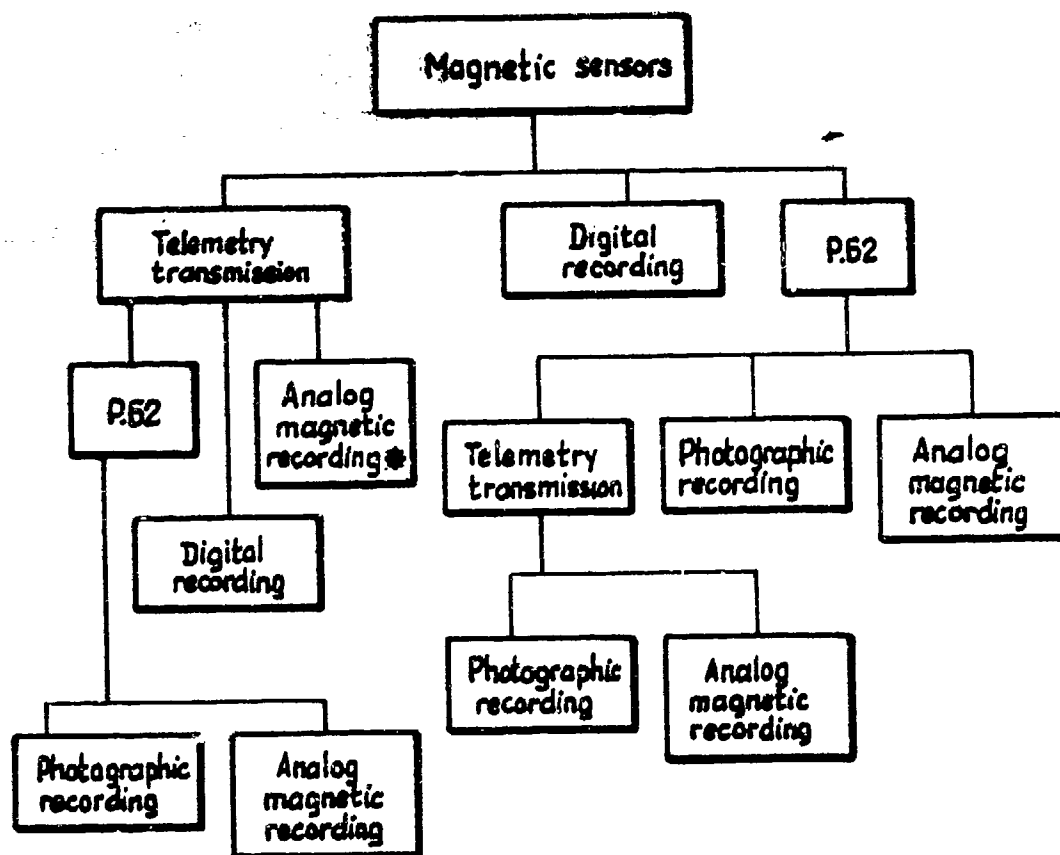 Magnetic sensors
Telemetry
transmission
Digital
recording
P.62
P.62
Analog
magnetic
recording*
Digital
recording
Telemetry
transmission
Photographic
recording
Analog
magnetic
recording
Photographic
recording
Analog
magnetic
recording
Photographic
recording
Analog
magnetic
recording